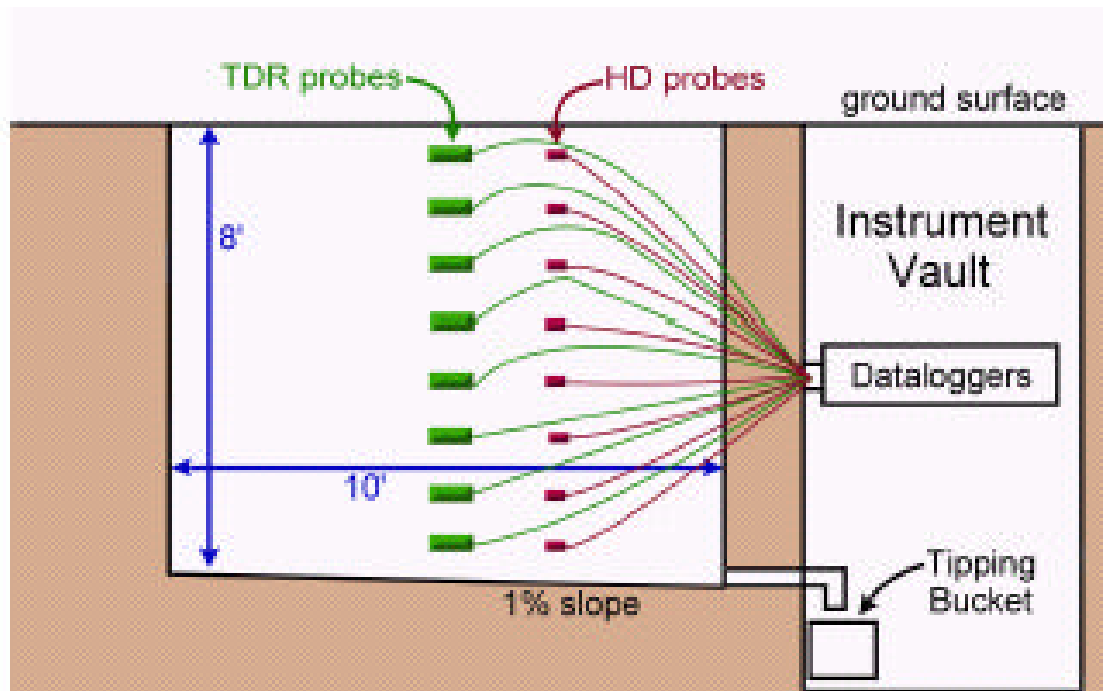 TDR probes
HD probes
ground surface
8'
Instrument
Vault
Dataloggers
10'
Tipping
Bucket
1% slope